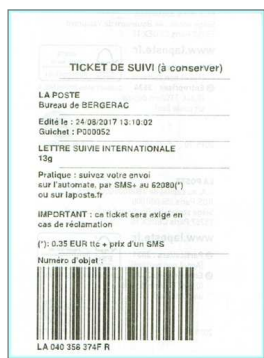 TICKET DE SUIVI (à conserver)
LA POSTE
Bureau de BERGERAC
Edité le : 24/08/2017 13:10:02
Guichet : P000052
LETTRE SUIVIE INTERNATIONALE
13g
Pratique : suivez votre envoi
sur l'automate, par SMS+ au 62080(*)
ou sur laposte.fr
IMPORTANT : ce ticket sera exigé en
cas de réclamation
(*): 0.35 EUR ttc + prix d'un SMS
Numéro d'objet :
LA 040 358 374F R